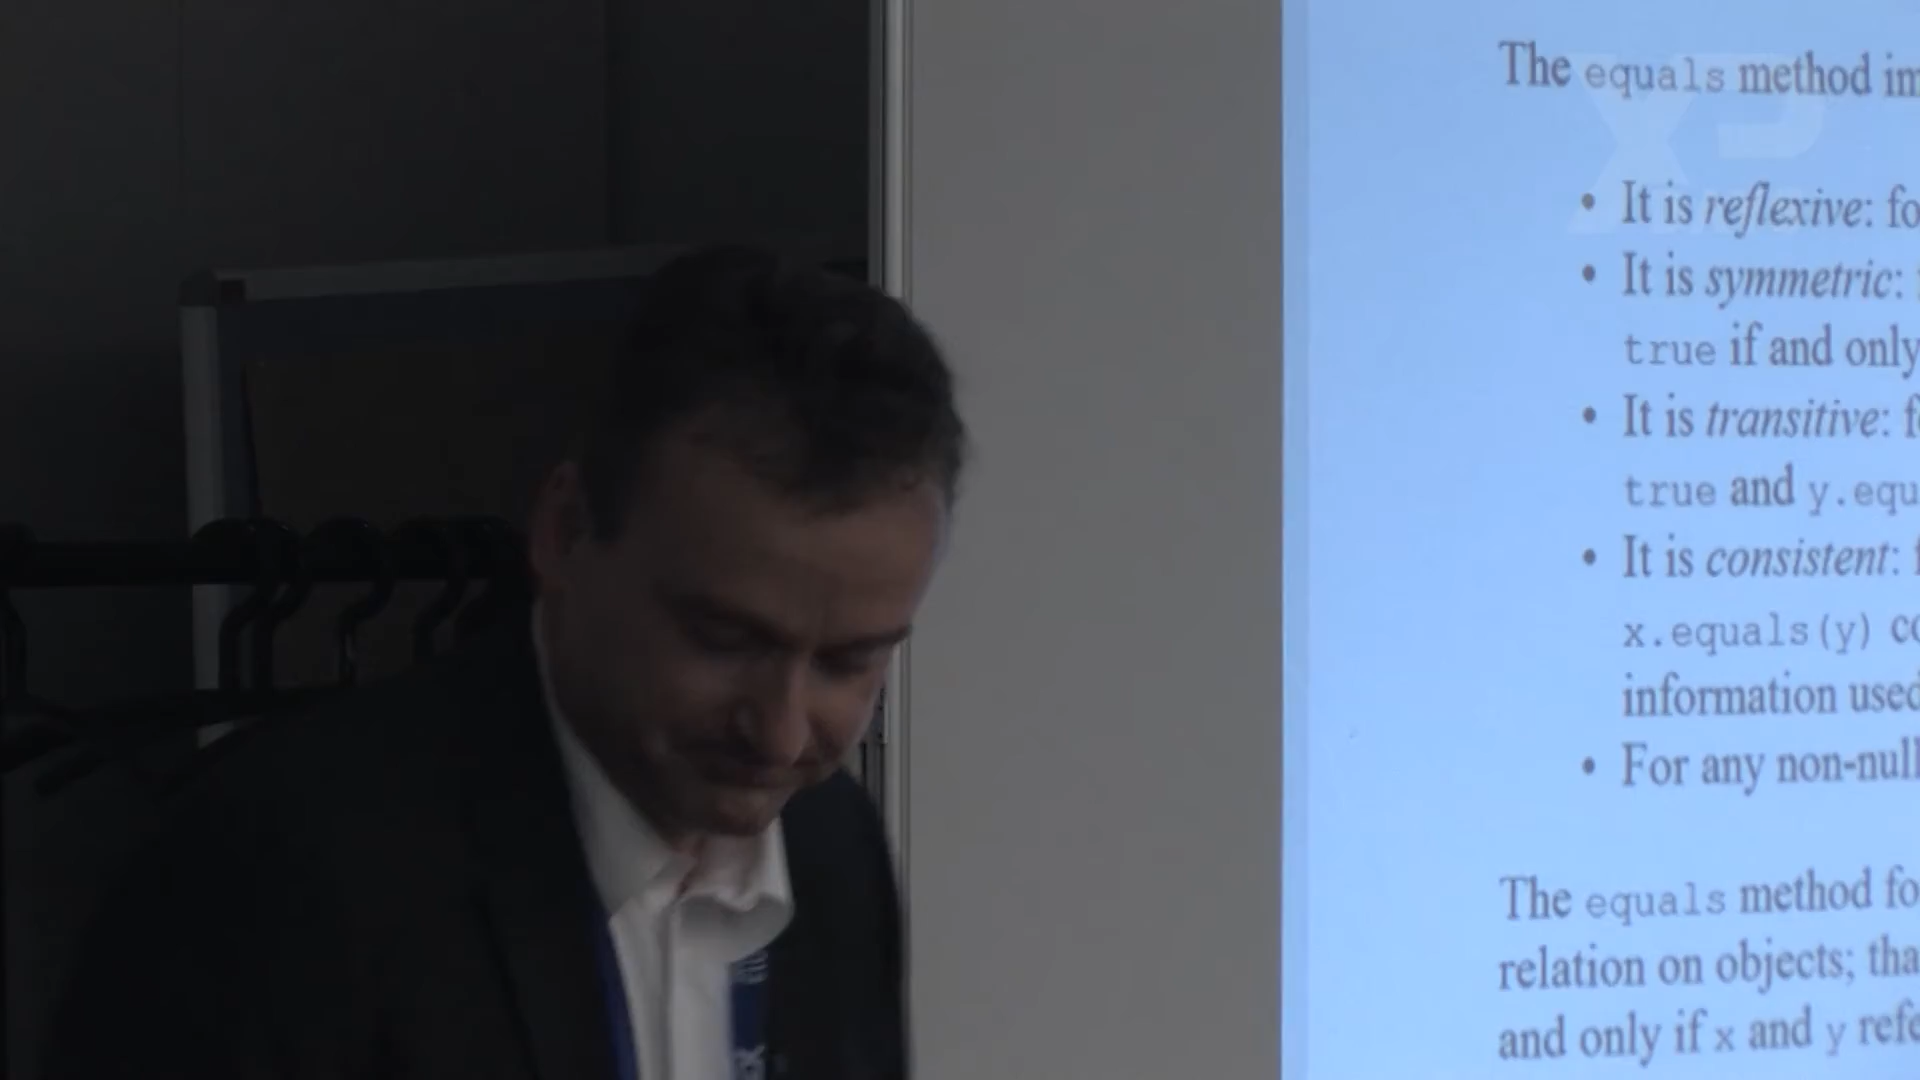 The equals method im
• It is reflexive: fo
• It is symmetric:
true if and only
• It is transitive: f
true and y.equ
• It is consistent: f
x.equals(y) co
information used
• For any non-null
The equals method fo
relation on objects; tha
and only if x and y refe